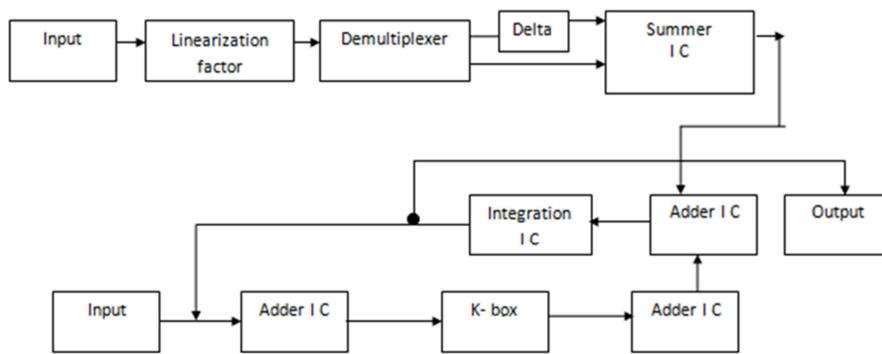 Input
Linearization
factor
Demultiplexer
Delta
Summer
I C
Integration
I C
Adder I C
Output
Input
Adder I C
K- box
Adder I C